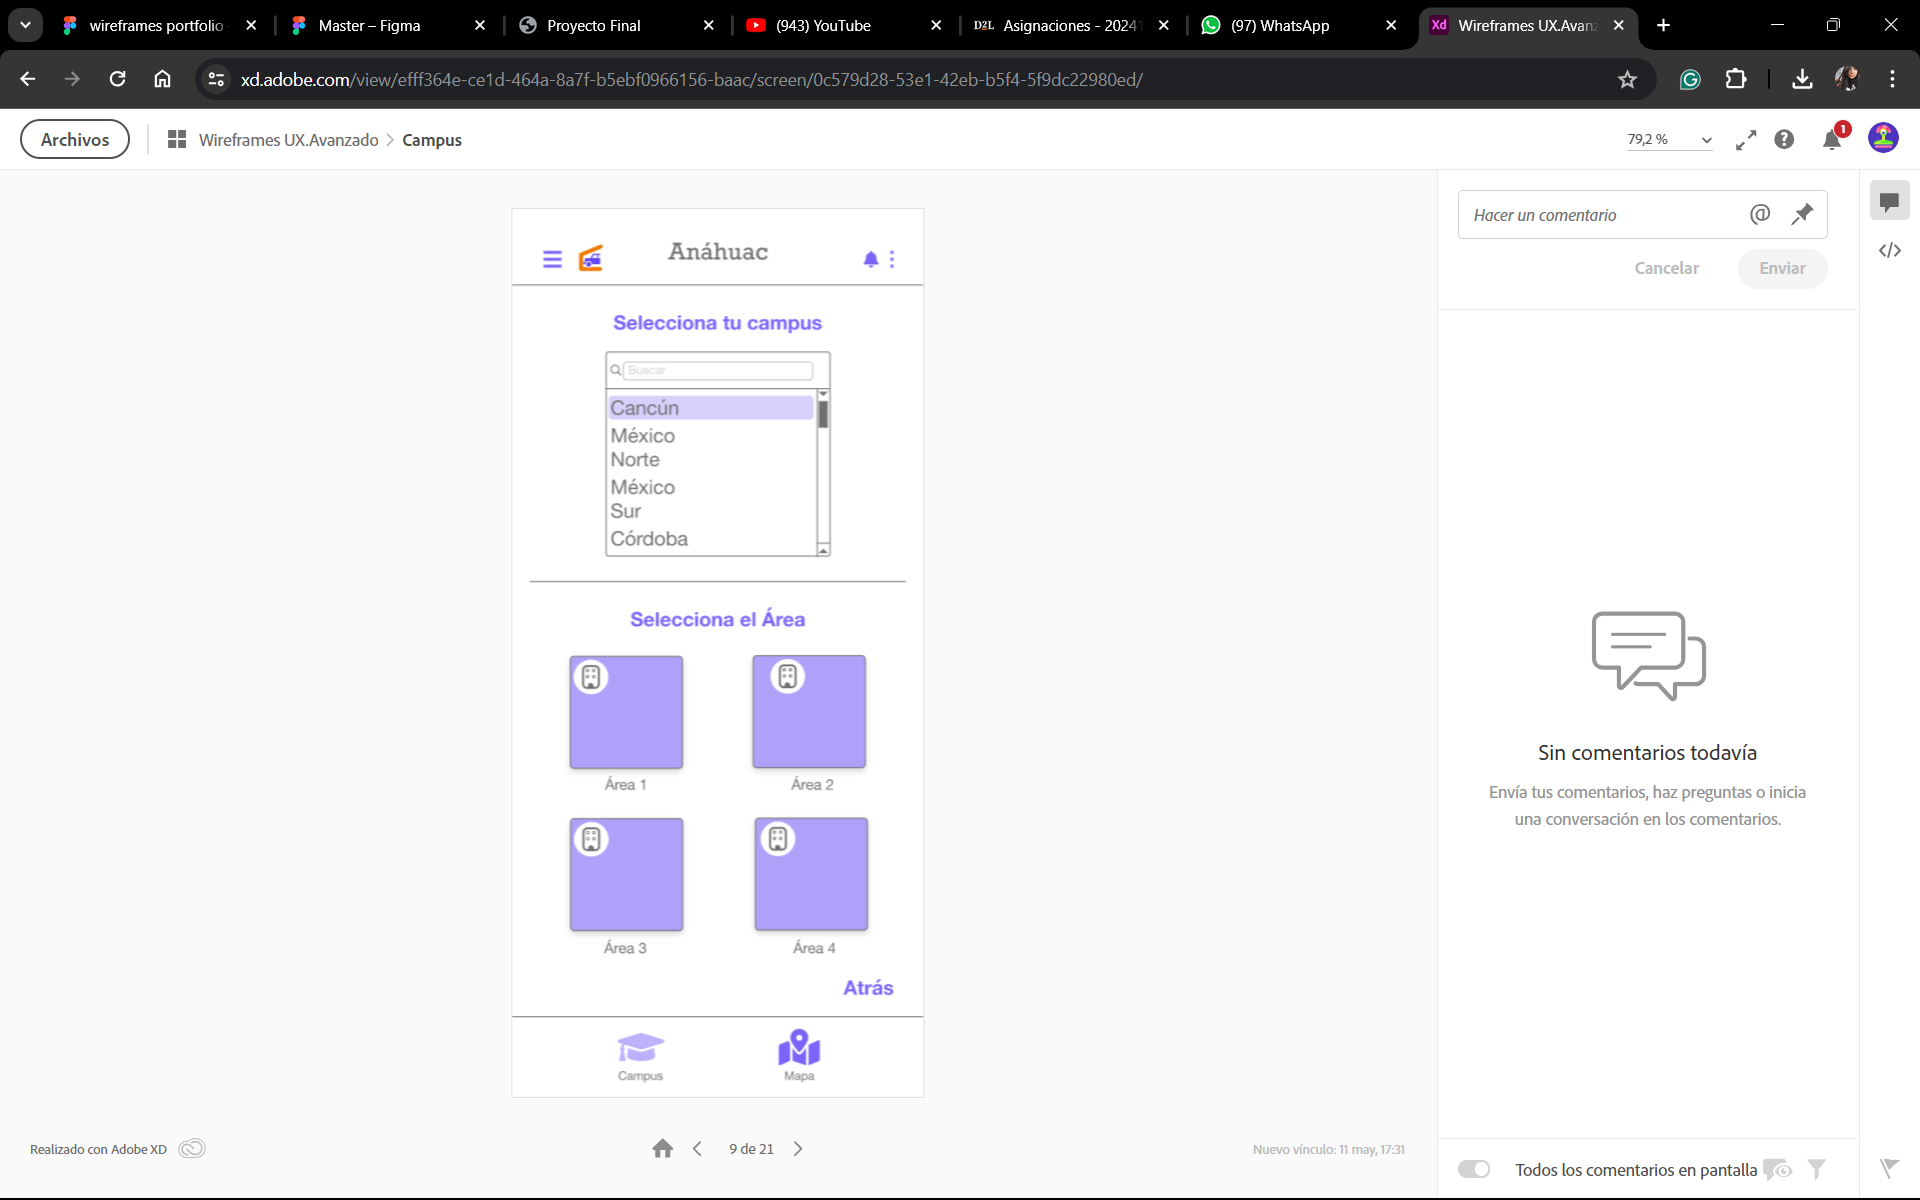 wireframes portfolio
Master – Figma
Proyecto Final
(943) YouTube
D2L Asignaciones - 20241
(97) WhatsApp
Xd Wireframes UX.Avan
xd.adobe.com/view/efff364e-ce1d-464a-8a7f-b5ebf0966156-baac/screen/0c579d28-53e1-42eb-b5f4-5f9dc22980ed/
Archivos
Wireframes UX.Avanzado > Campus
79,2 %
1
Hacer un comentario
Cancelar
Enviar
Anáhuac
Selecciona tu campus
Buscar
Cancún
México
Norte
México
Sur
Córdoba
Selecciona el Área
Área 1
Área 2
Área 3
Área 4
Atrás
Campus
Mapa
Sin comentarios todavía
Envía tus comentarios, haz preguntas o inicia
una conversación en los comentarios.
Realizado con Adobe XD
9 de 21
Nuevo vínculo: 11 may, 17:31
Todos los comentarios en pantalla